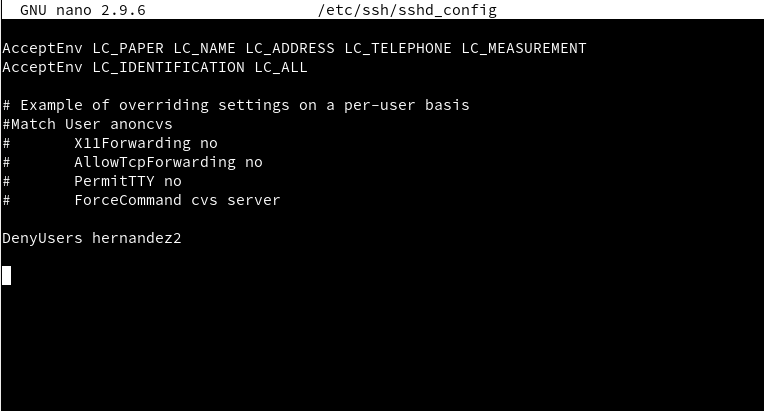 GNU nano 2.9.6 /etc/ssh/sshd_config
AcceptEnv LC_PAPER LC_NAME LC_ADDRESS LC_TELEPHONE LC_MEASUREMENT
AcceptEnv LC_IDENTIFICATION LC_ALL
# Example of overriding settings on a per-user basis
#Match User anoncvs
#       X11Forwarding no
#       AllowTcpForwarding no
#       PermitTTY no
#       ForceCommand cvs server
DenyUsers hernandez2